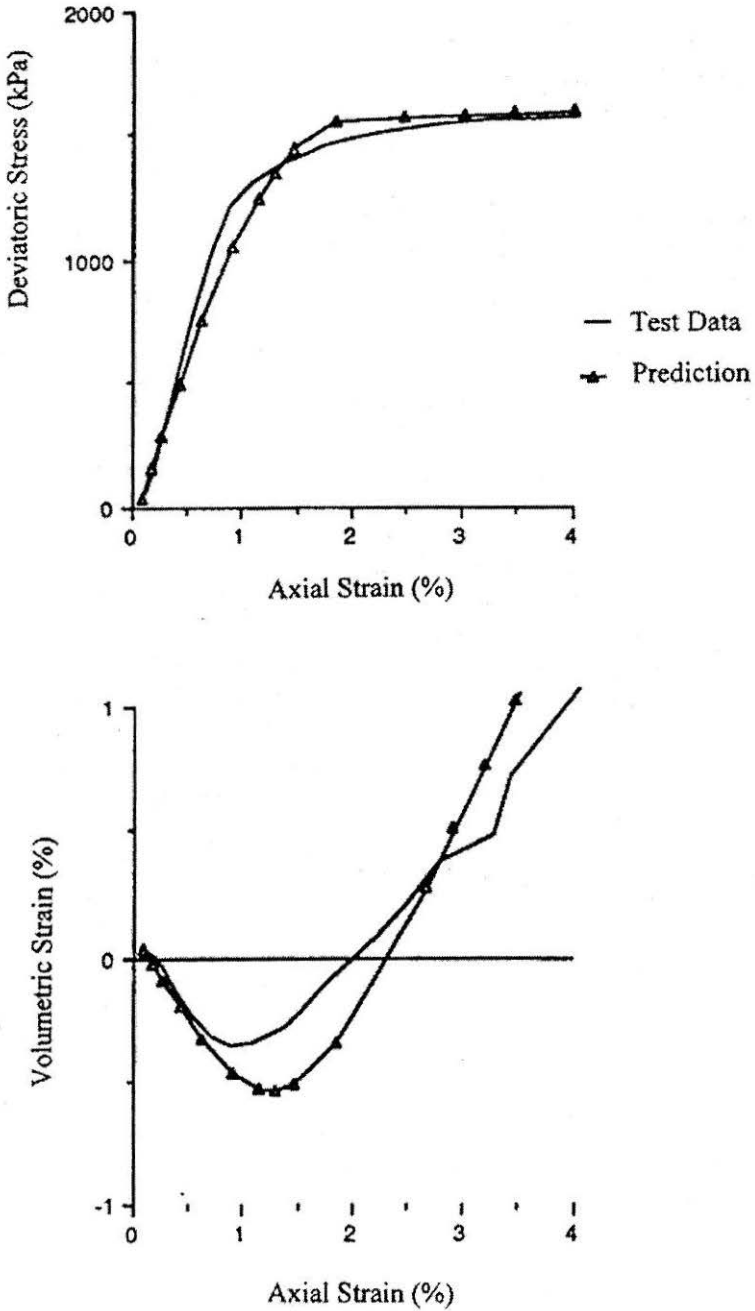 2000
1000
0
Deviatoric Stress (kPa)
0 1 2 3 4
Axial Strain (%)
Test Data
Prediction
1
0
-1
Volumetric Strain (%)
0 1 2 3 4
Axial Strain (%)